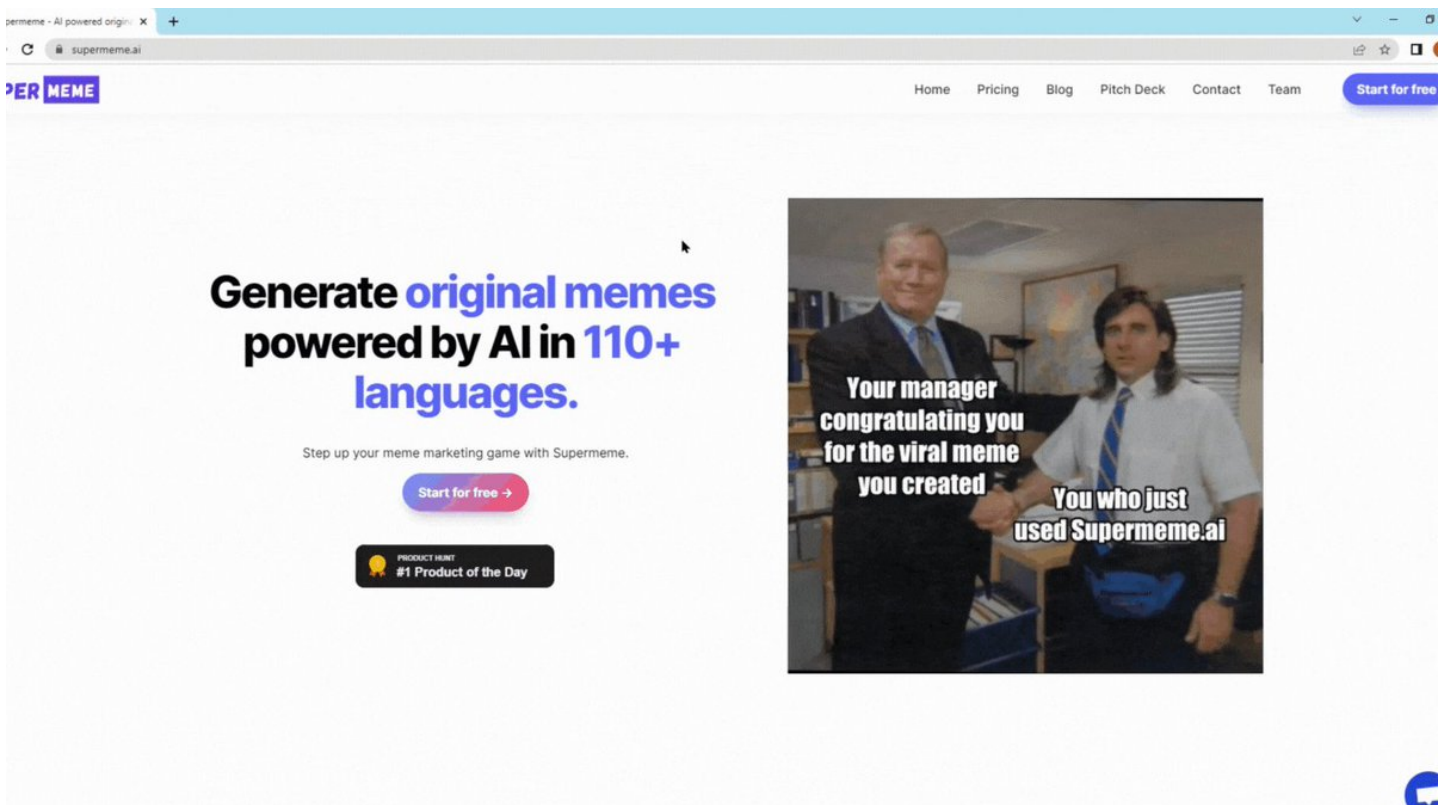 permeme - AI powered origin
supermeme.ai
PER MEME
Home Pricing Blog Pitch Deck Contact Team Start for free
Generate original memes
powered by AI in 110+
languages.
Step up your meme marketing game with Supermeme.
Start for free →
PRODUCT HUNT
#1 Product of the Day
Your manager
congratulating you
for the viral meme
you created
You who just
used Supermeme.ai